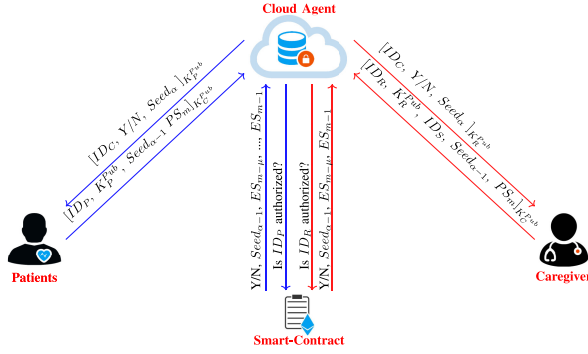 Cloud Agent
[ID_C, Y/N, Seed_α]_{K_P^{Pub}}
[ID_P, K_P^{Pub}, Seed_{α−1} PS_m]_{K_C^{Pub}}
Y/N, Seed_{α−1}, ES_{m−μ}, ..., ES_{m−1}
Is ID_P authorized?
Is ID_R authorized?
Y/N, Seed_{α−1}, ES_{m−μ}, ES_{m−1}
[ID_C, Y/N, Seed_α]_{K_R^{Pub}}
[ID_R, K_R^{Pub}, ID_S, Seed_{α−1}, PS_m]_{K_C^{Pub}}
Patients
Caregiver
Smart-Contract